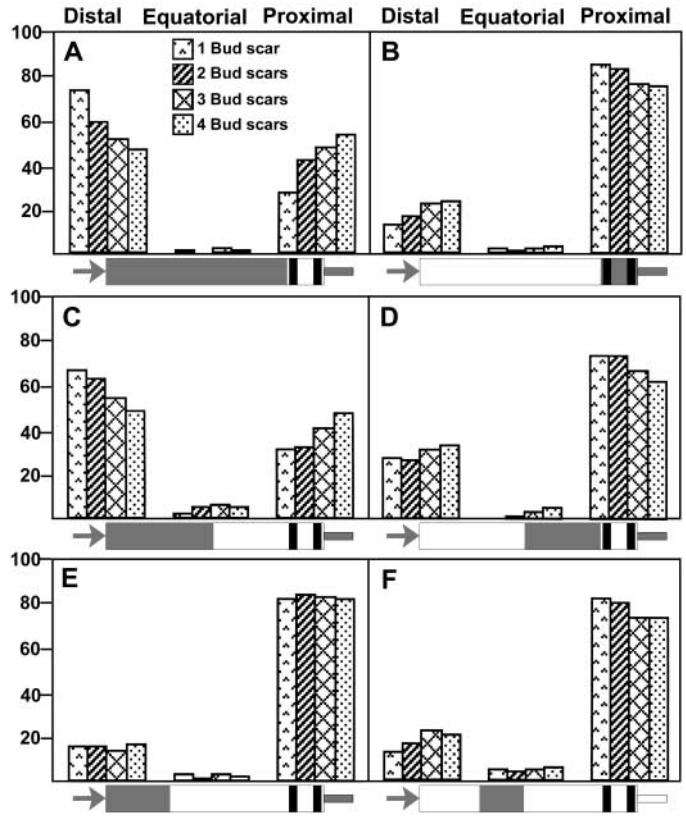 Distal Equatorial Proximal Distal Equatorial Proximal
100
80
60
40
20
A
1 Bud scar
2 Bud scars
3 Bud scars
4 Bud scars
B
100
80
60
40
20
C
D
100
80
60
40
20
E
F